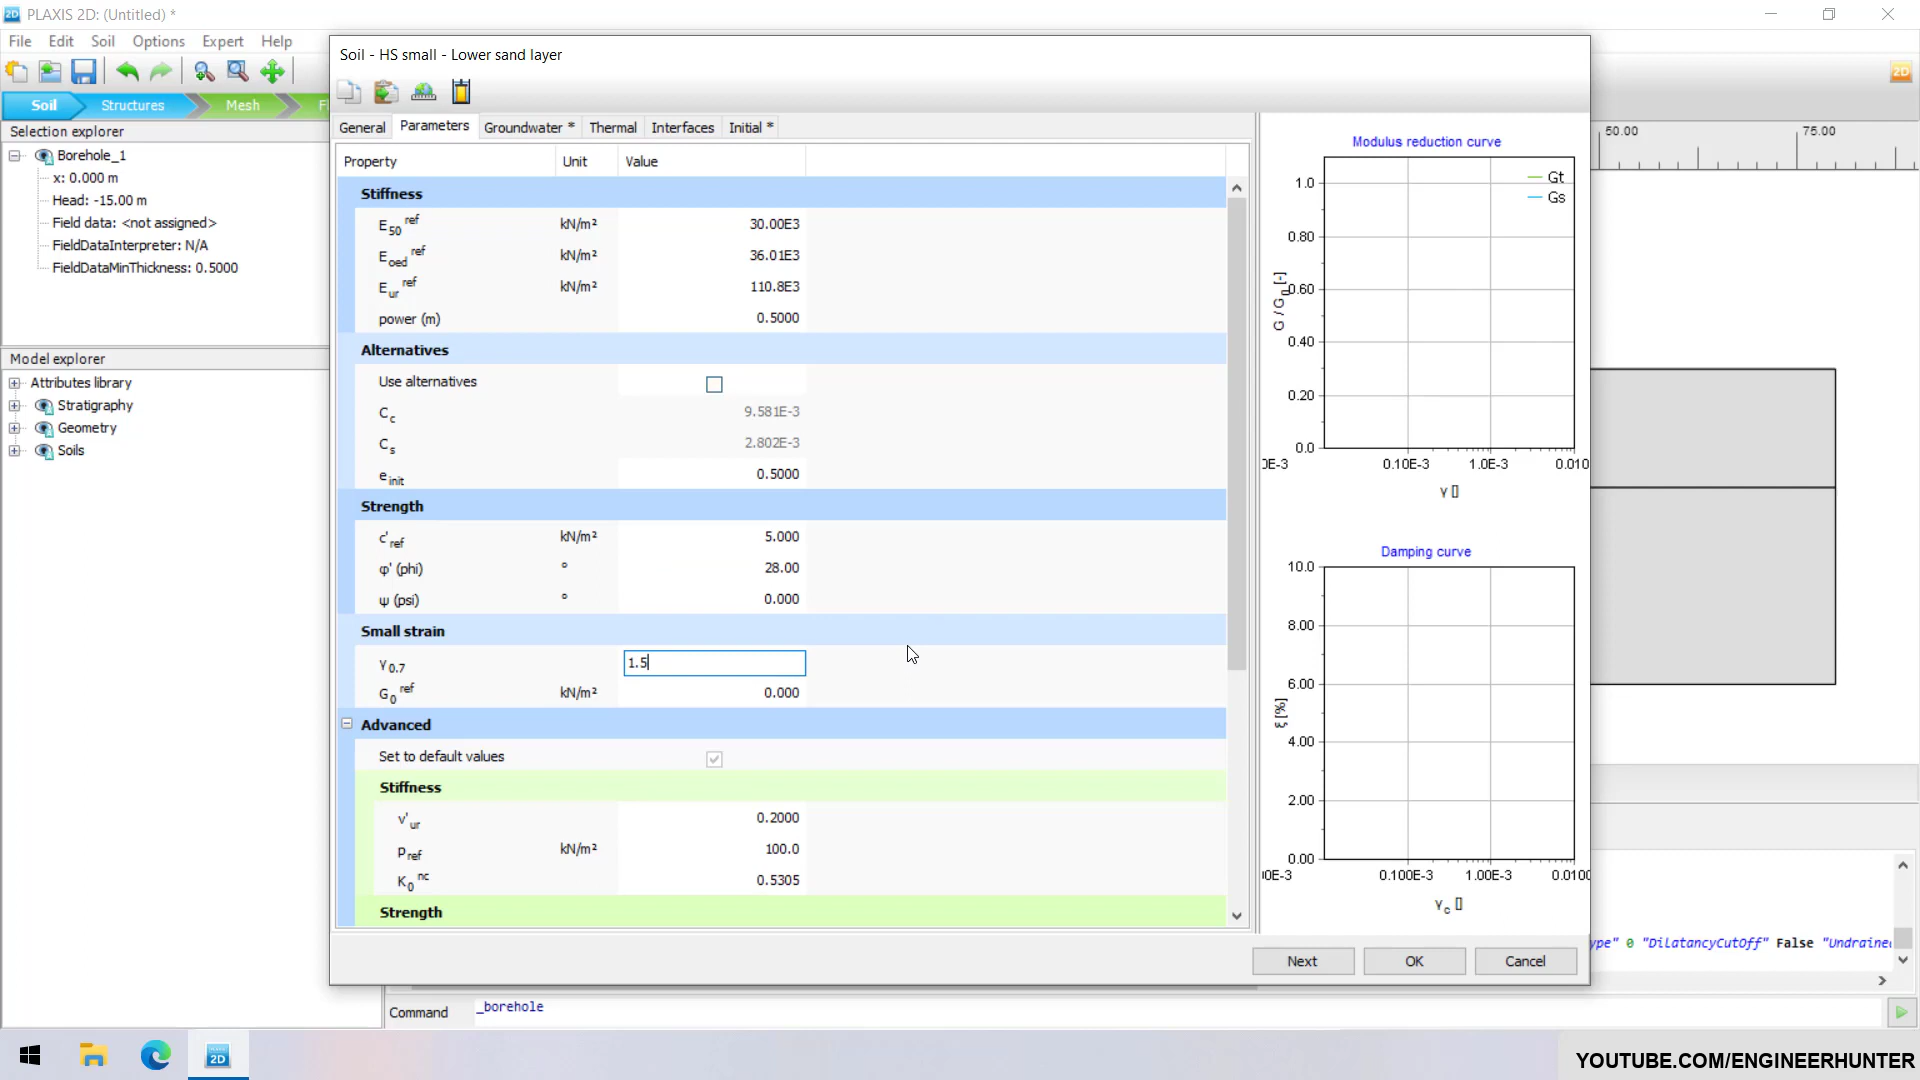 PLAXIS 2D: (Untitled) *
File Edit Soil Options Expert Help
Soil Structures Mesh F
Selection explorer
Borehole_1
x: 0.000 m
Head: -15.00 m
Field data: <not assigned>
FieldDataInterpreter: N/A
FieldDataMinThickness: 0.5000
Model explorer
Attributes library
Stratigraphy
Geometry
Soils
Soil - HS small - Lower sand layer
General Parameters Groundwater * Thermal Interfaces Initial *
Property Unit Value
Stiffness
E50 ref kN/m² 30.00E3
Eoed ref kN/m² 36.01E3
Eur ref kN/m² 110.8E3
power (m) 0.5000
Alternatives
Use alternatives
Cc 9.581E-3
Cs 2.802E-3
einit 0.5000
Strength
c'ref kN/m² 5.000
φ' (phi) ° 28.00
ψ (psi) ° 0.000
Small strain
γ0.7 1.5
G0 ref kN/m² 0.000
Advanced
Set to default values
Stiffness
ν'ur 0.2000
pref kN/m² 100.0
K0 nc 0.5305
Strength
Modulus reduction curve
Gt
Gs
1.0
0.80
0.60
0.40
0.20
0.0
G / G0 [-]
0E-3 0.10E-3 1.0E-3 0.010
γ []
Damping curve
10.0
8.00
6.00
4.00
2.00
0.00
ξ [%]
0E-3 0.100E-3 1.00E-3 0.0100
γc []
Next OK Cancel
50.00 75.00
2D
ype" 0 "DilatancyCutOff" False "Undraine
Command _borehole
2D
YOUTUBE.COM/ENGINEERHUNTER